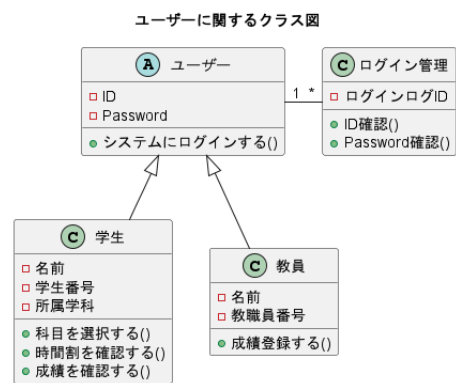 ユーザーに関するクラス図
A ユーザー
ID
Password
システムにログインする()
1 *
C ログイン管理
ログインログID
ID確認()
Password確認()
C 学生
名前
学生番号
所属学科
科目を選択する()
時間割を確認する()
成績を確認する()
C 教員
名前
教職員番号
成績登録する()